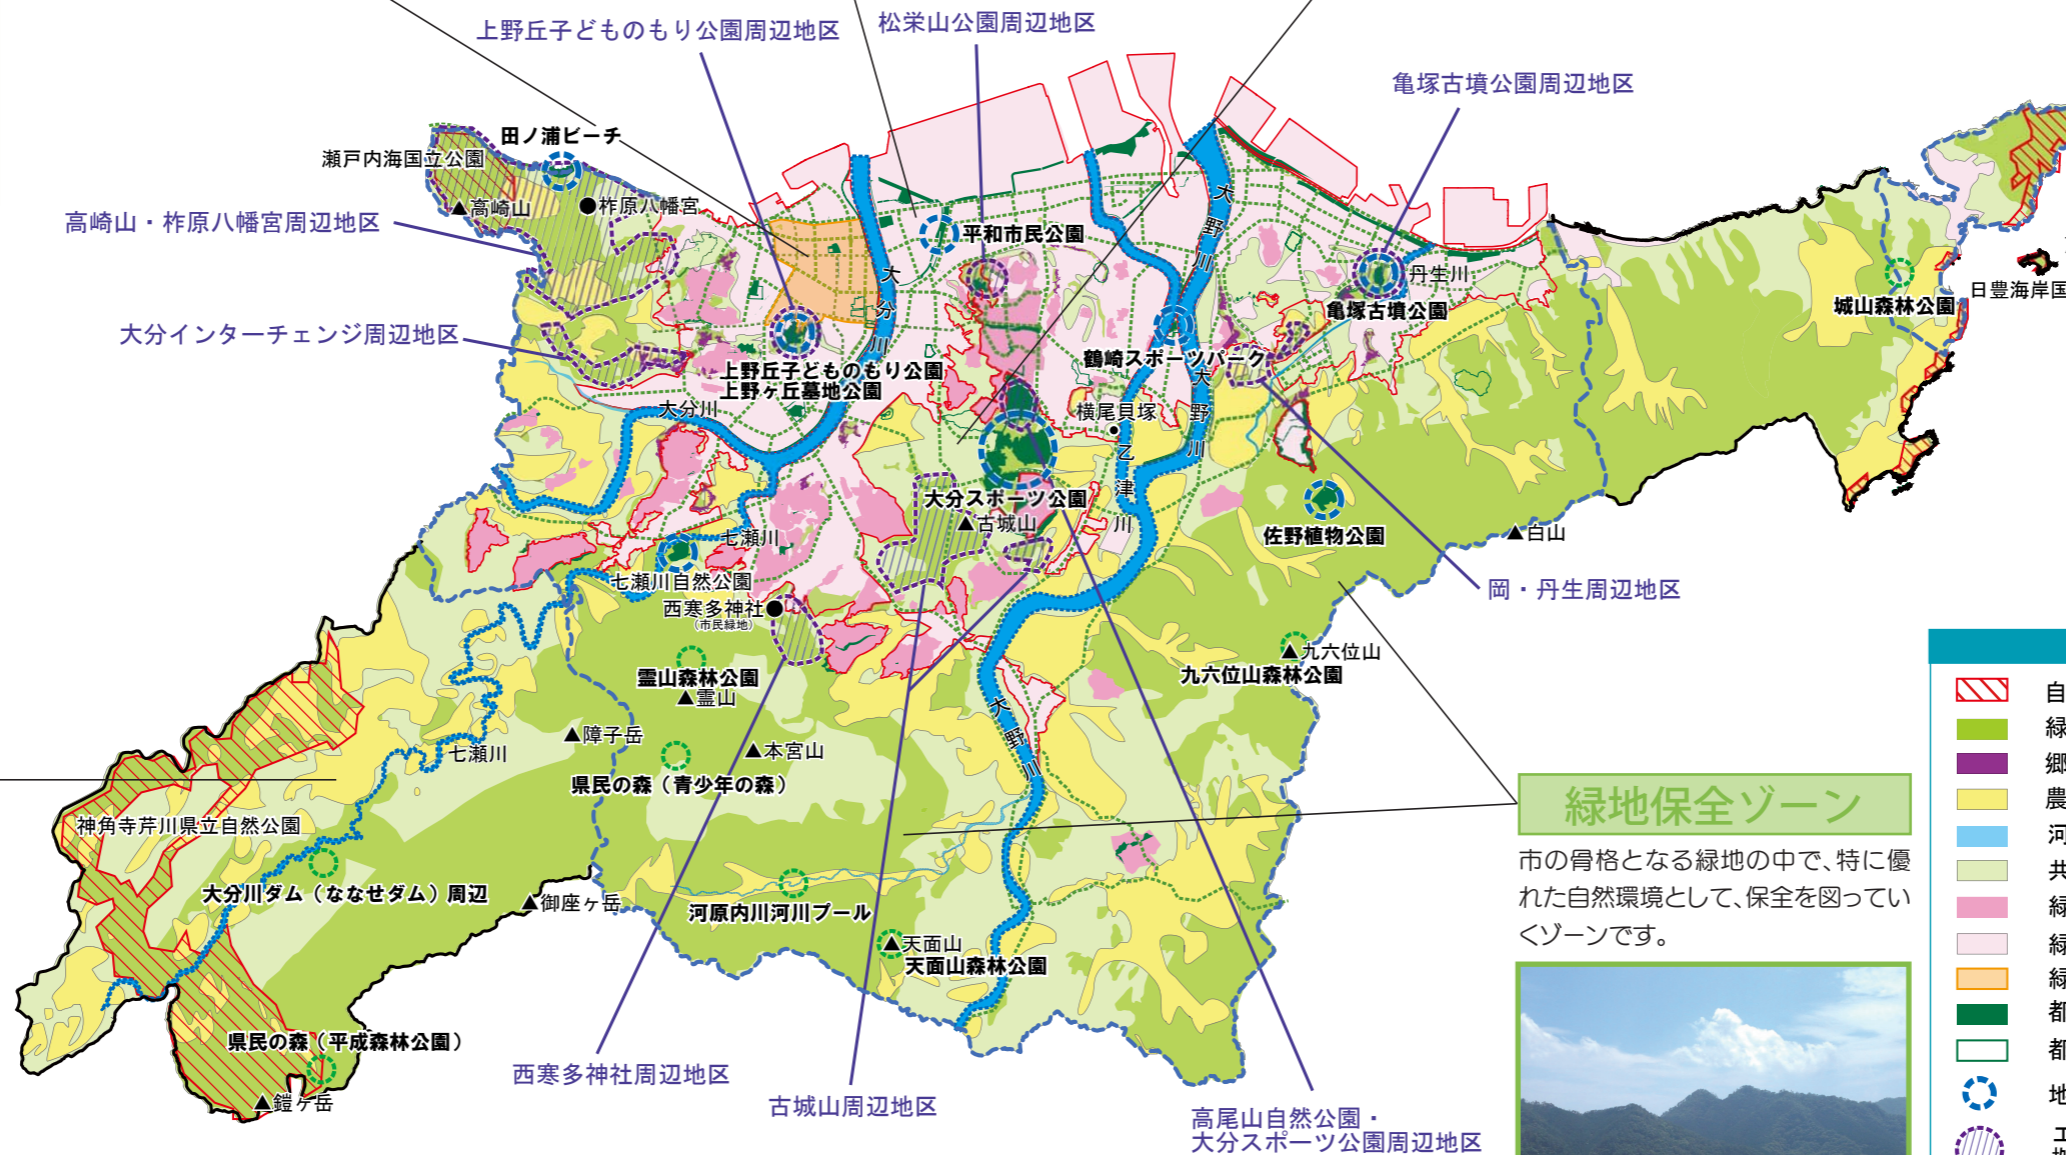 上野丘子どものもり公園周辺地区
松栄山公園周辺地区
亀塚古墳公園周辺地区
田ノ浦ビーチ
瀬戸内海国立公園
高崎山
柞原八幡宮
高崎山・柞原八幡宮周辺地区
平和市民公園
大野川
大分川
丹生川
亀塚古墳公園
城山森林公園
日豊海岸国
大分インターチェンジ周辺地区
上野丘子どものもり公園
上野ヶ丘墓地公園
鶴崎スポーツパーク
大野川
大分川
横尾貝塚
乙津川
大分スポーツ公園
古城山
佐野植物公園
白山
七瀬川
七瀬川自然公園
西寒多神社
(市民緑地)
岡・丹生周辺地区
九六位山
九六位山森林公園
霊山森林公園
霊山
障子岳
本宮山
大野川
七瀬川
県民の森（青少年の森）
神角寺芹川県立自然公園
大分川ダム（ななせダム）周辺
御座ヶ岳
河原内川河川プール
天面山
天面山森林公園
県民の森（平成森林公園）
鎧ヶ岳
西寒多神社周辺地区
古城山周辺地区
高尾山自然公園・
大分スポーツ公園周辺地区
緑地保全ゾーン
市の骨格となる緑地の中で、特に優
れた自然環境として、保全を図ってい
くゾーンです。
自
緑
郷
農
河
共
緑
緑
緑
都
都
地